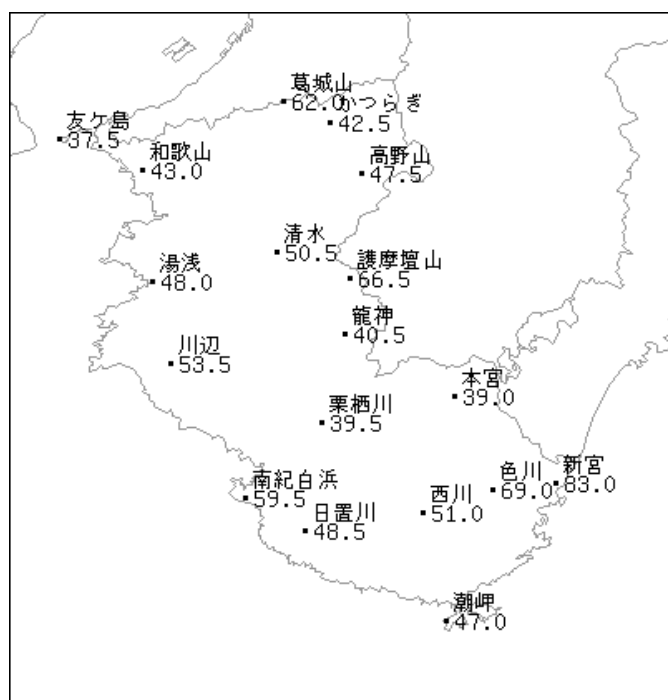 葛城山
62.0
かつらぎ
42.5
友ケ島
37.5
和歌山
43.0
高野山
47.5
清水
50.5
湯浅
48.0
護摩壇山
66.5
龍神
40.5
川辺
53.5
本宮
39.0
栗栖川
39.5
新宮
83.0
色川
69.0
南紀白浜
59.5
西川
51.0
日置川
48.5
潮岬
47.0